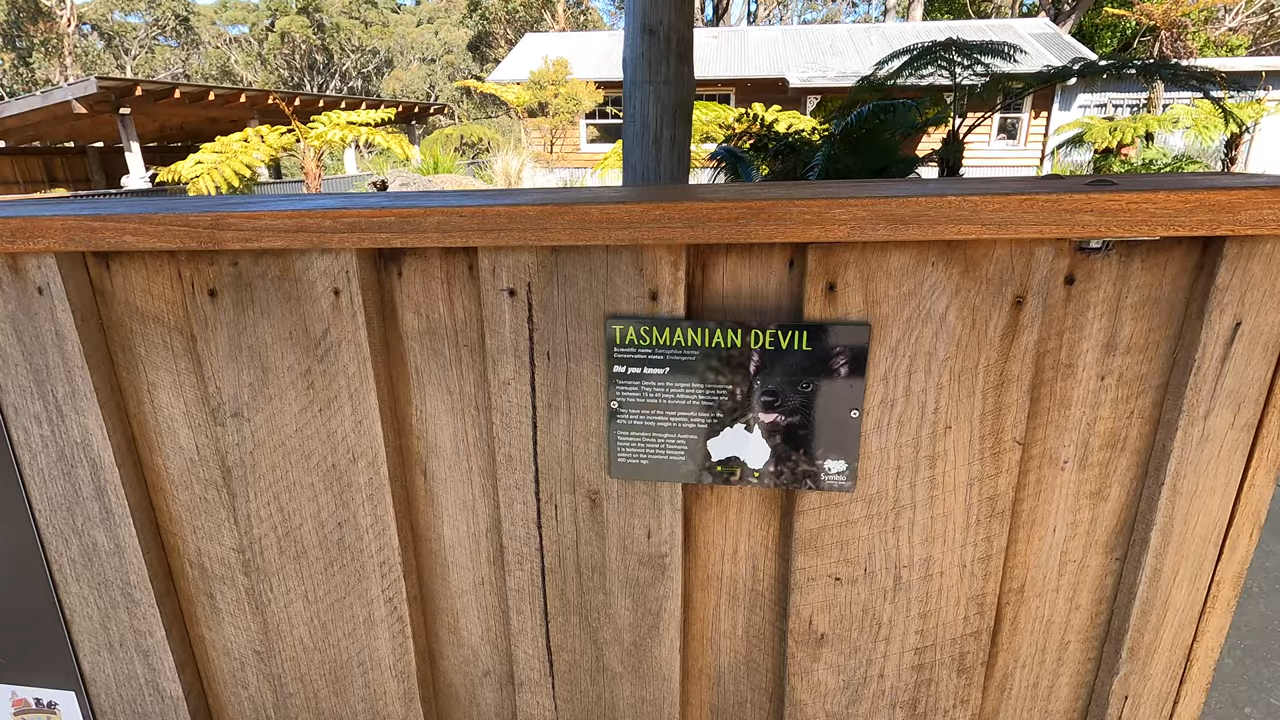 TASMANIAN DEVIL
Scientific name: Sarcophilus harrisii
Conservation status: Endangered
Did you know?
• Tasmanian Devils are the largest living carnivorous
marsupial. They have a pouch and can give birth
to between 15 to 40 joeys. Although because she
only has four teats it is survival of the fittest.
• They have one of the most powerful bites in the
world and an incredible appetite, eating up to
40% of their body weight in a single feed.
• Once abundant throughout Australia,
Tasmanian Devils are now only
found on the island of Tasmania.
It is believed that they became
extinct on the mainland around
400 years ago.
Symbio